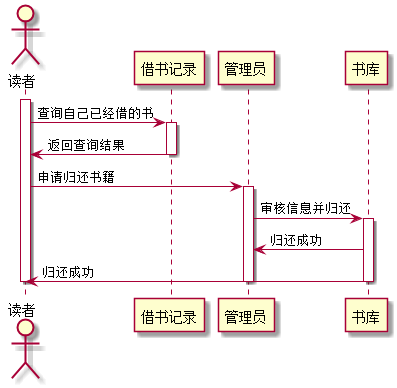 读者
借书记录
管理员
书库
查询自己已经借的书
返回查询结果
申请归还书籍
审核信息并归还
归还成功
归还成功
读者
借书记录
管理员
书库